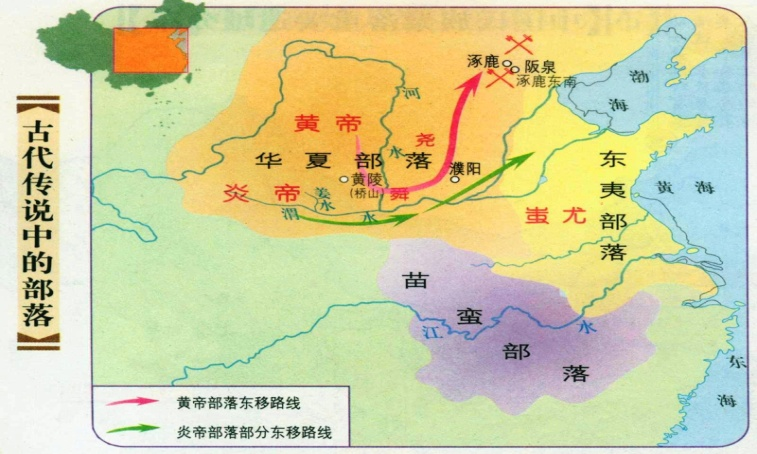 古代传说中的部落
涿鹿
阪泉
涿鹿东南
渤海
河水
黄帝
尧
华夏部落
濮阳
黄陵
(桥山)
舜
炎帝
姜水
渭水
东夷部落
黄海
蚩尤
苗蛮部落
江水
东海
黄帝部落东移路线
炎帝部落部分东移路线